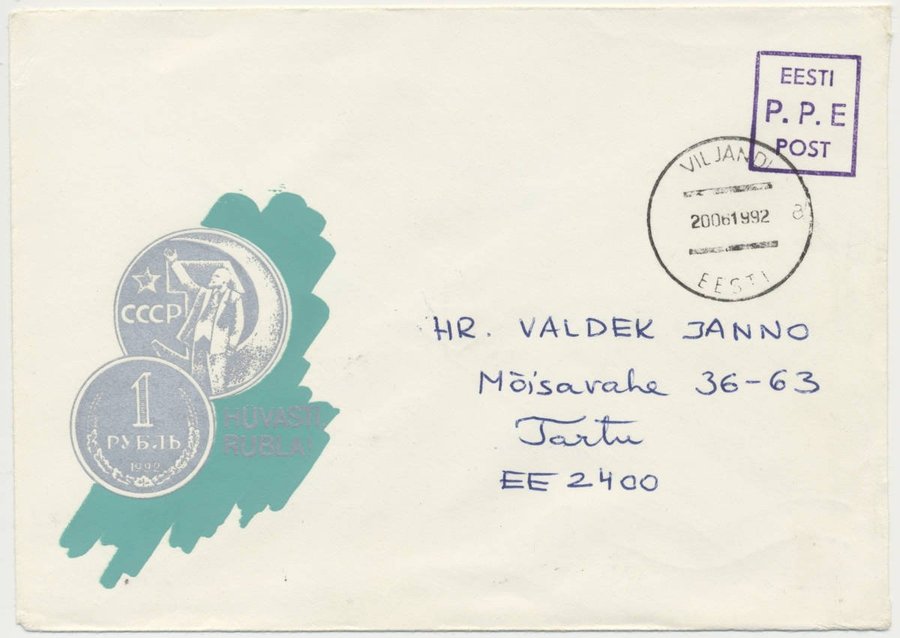 EESTI
P. P. E
POST
VILJANDI
20061992 a
EESTI
CCCP
1
РУБЛЬ
1992
HÜVASTI,
RUBLA!
HR. VALDEK JANNO
Mõisavahe 36-63
Tartu
EE 2400